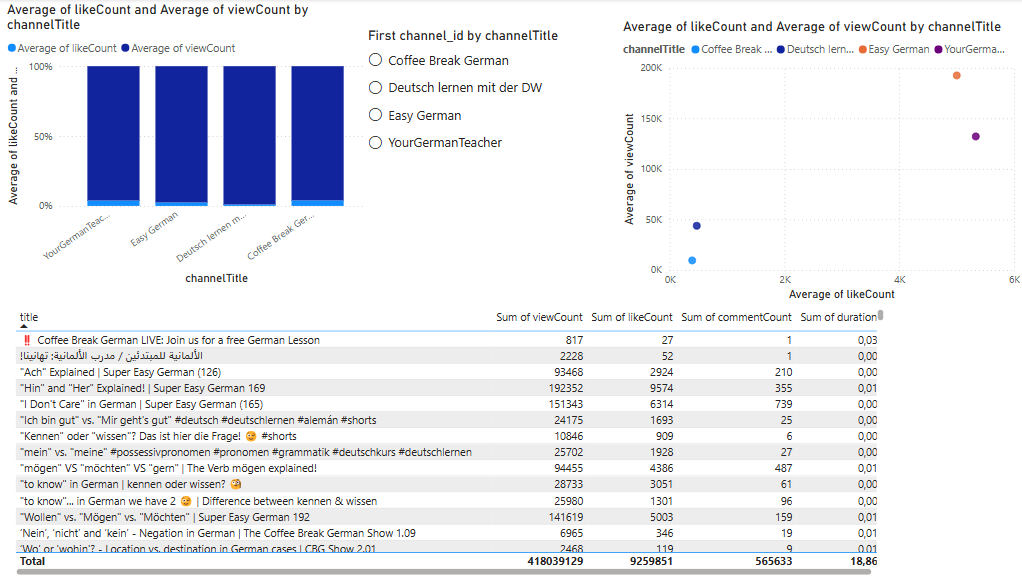 Average of likeCount and Average of viewCount by
channelTitle
Average of likeCount Average of viewCount
Average of likeCount and ...
100%
50%
0%
YourGermanTeac...
Easy German
Deutsch lernen m...
Coffee Break Ger...
channelTitle
First channel_id by channelTitle
Coffee Break German
Deutsch lernen mit der DW
Easy German
YourGermanTeacher
Average of likeCount and Average of viewCount by channelTitle
channelTitle Coffee Break ... Deutsch lern... Easy German YourGerma...
Average of viewCount
200K
150K
100K
50K
0K
0K 2K 4K 6K
Average of likeCount
title Sum of viewCount Sum of likeCount Sum of commentCount Sum of duration
‼️ Coffee Break German LIVE: Join us for a free German Lesson 817 27 1 0,03
الألمانية للمبتدئين / مدرب الألمانية: تهانينا! 2228 52 1 0,00
"Ach" Explained | Super Easy German (126) 93468 2924 210 0,00
"Hin" and "Her" Explained! | Super Easy German 169 192352 9574 355 0,01
"I Don't Care" in German | Super Easy German (165) 151343 6314 739 0,00
"Ich bin gut" vs. "Mir geht's gut" #deutsch #deutschlernen #alemán #shorts 24175 1693 25 0,00
"Kennen" oder "wissen"? Das ist hier die Frage! 😉 #shorts 10846 909 6 0,00
"mein" vs. "meine" #possessivpronomen #pronomen #grammatik #deutschkurs #deutschlernen 25702 1928 27 0,00
"mögen" VS "möchten" VS "gern" | The Verb mögen explained! 94455 4386 487 0,01
"to know" in German | kennen oder wissen? 🧐 28733 3051 61 0,00
"to know"... in German we have 2 😉 | Difference between kennen & wissen 25980 1301 96 0,00
"Wollen" vs. "Mögen" vs. "Möchten" | Super Easy German 192 141619 5003 159 0,01
'Nein', 'nicht' and 'kein' - Negation in German | The Coffee Break German Show 1.09 6965 346 19 0,01
'Wo' or 'wohin'? - Location vs. destination in German cases | CBG Show 2.01 2468 119 9 0,01
Total 418039129 9259851 565633 18,86